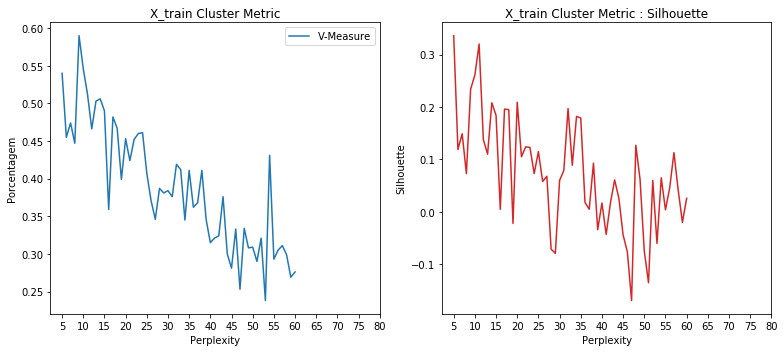 X_train Cluster Metric
V-Measure
0.60
0.55
0.50
0.45
0.40
0.35
0.30
0.25
Porcentagem
5 10 15 20 25 30 35 40 45 50 55 60 65 70 75 80
Perplexity
X_train Cluster Metric : Silhouette
0.3
0.2
0.1
0.0
−0.1
Silhouette
5 10 15 20 25 30 35 40 45 50 55 60 65 70 75 80
Perplexity